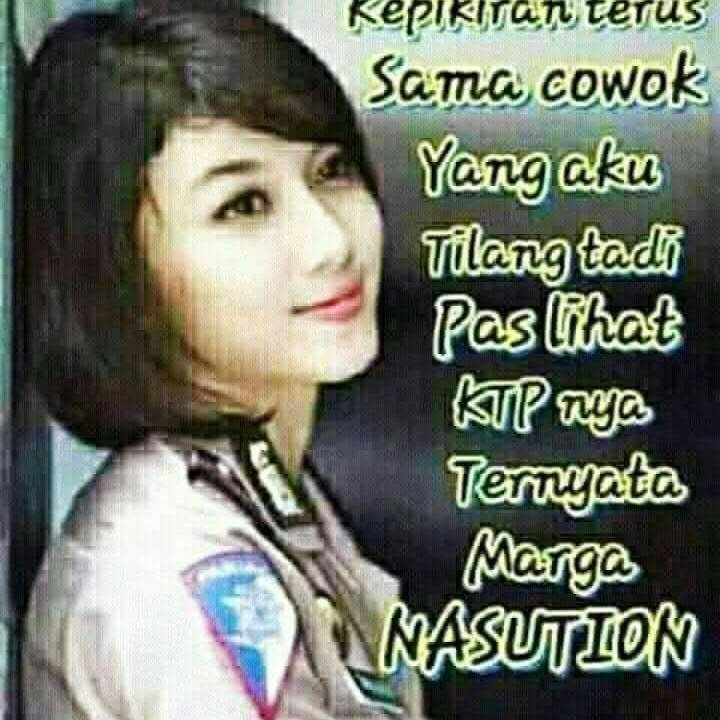 Kepikiran terus
Sama cowok
Yang aku
Tilang tadi
Pas lihat
KTP nya
Ternyata
Marga
NASUTION